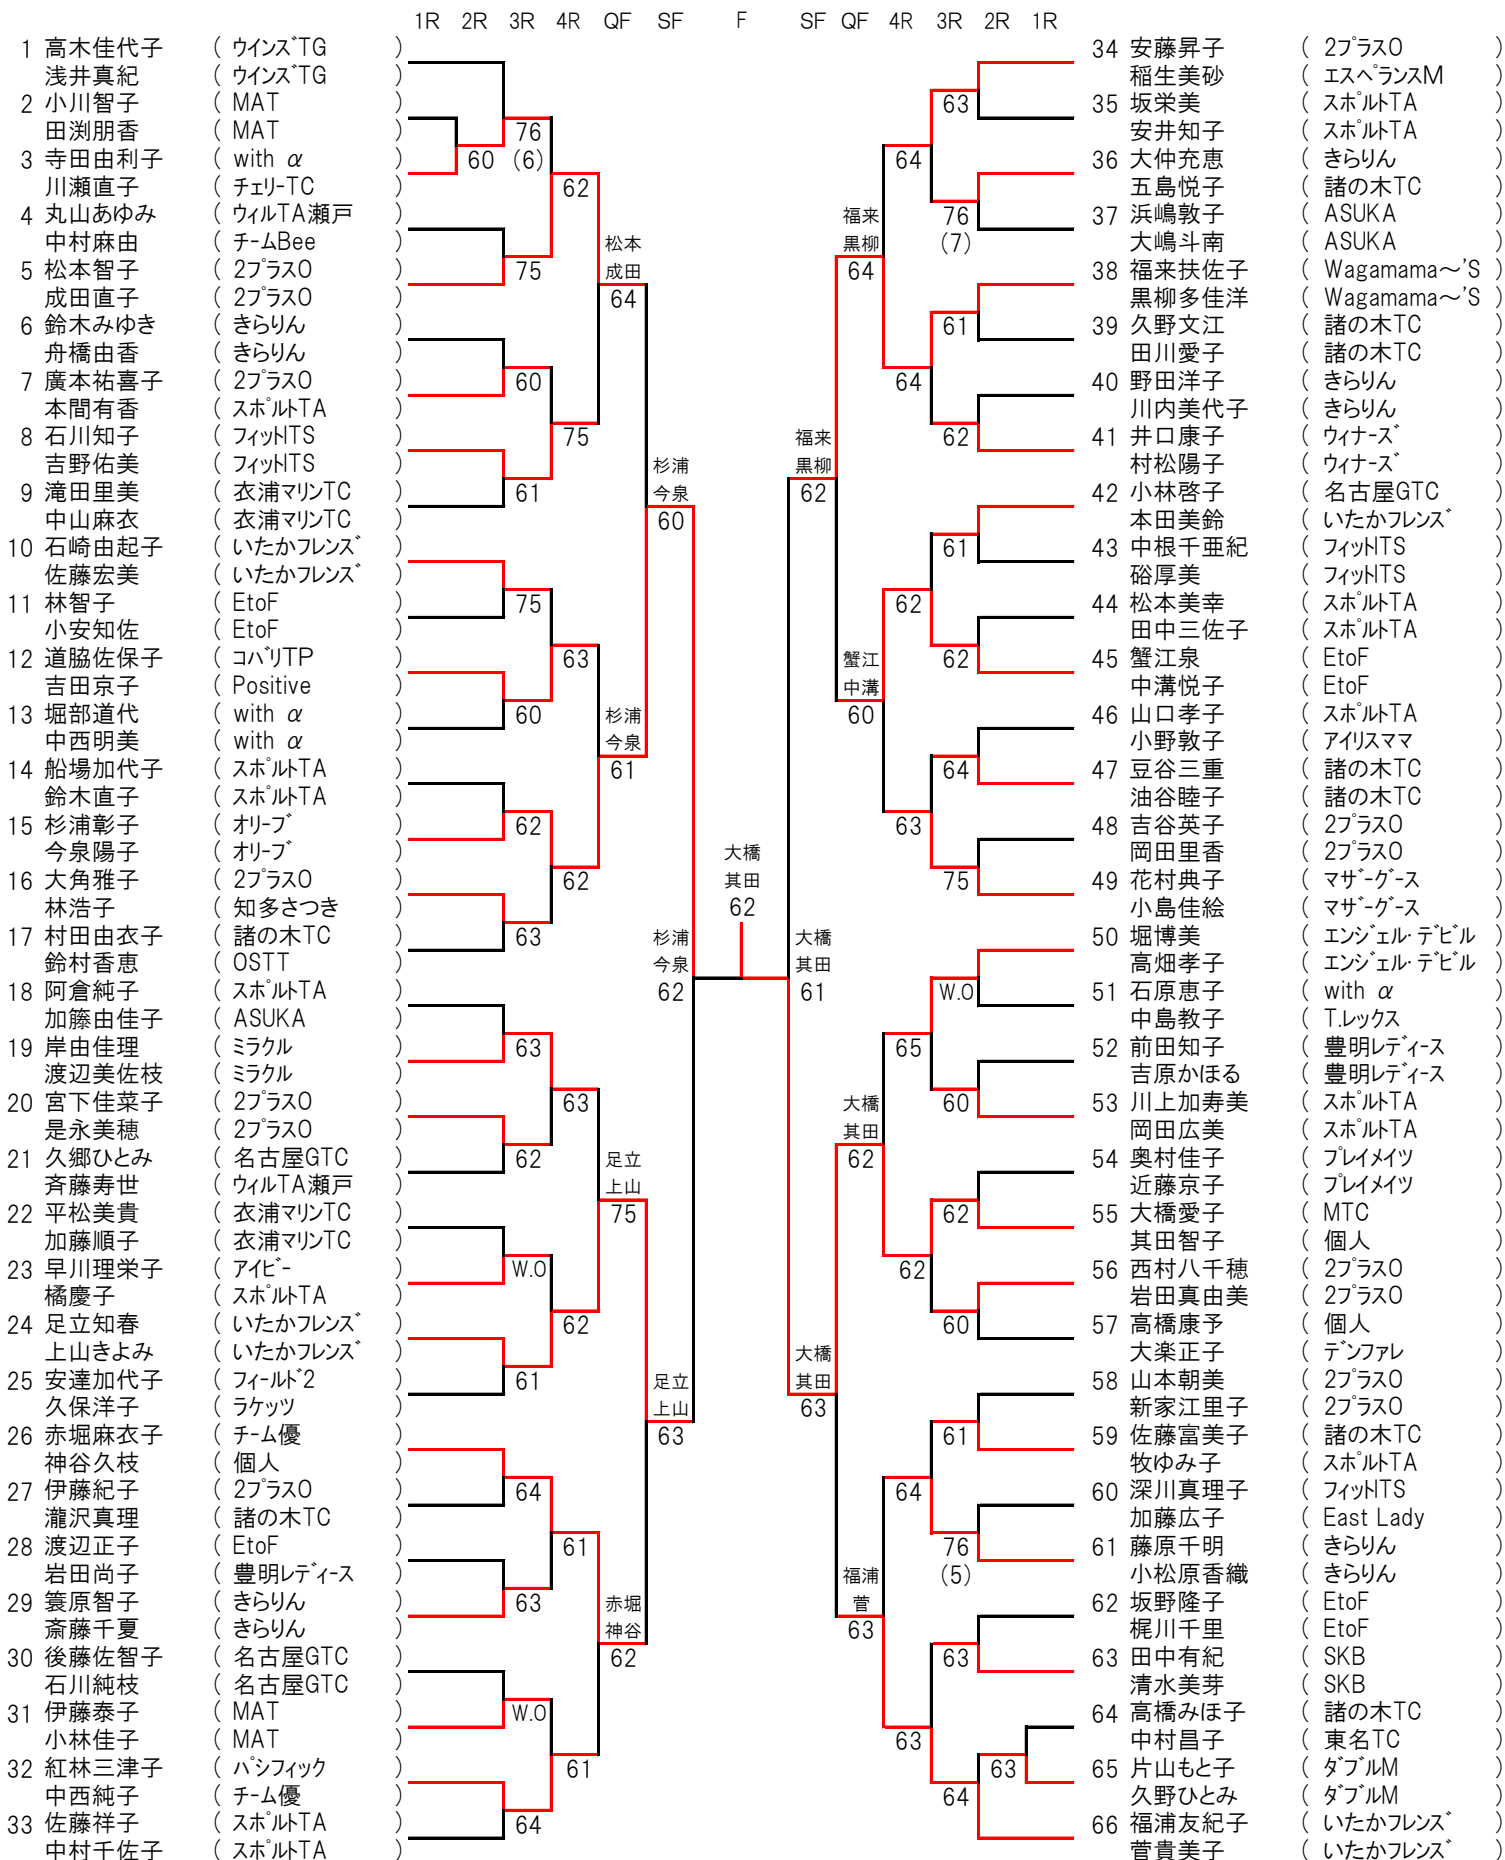 1R 2R 3R 4R QF SF F SF QF 4R 3R 2R 1R
1 高木佳代子 ( ウインズTG )
浅井真紀 ( ウインズTG )
2 小川智子 ( MAT )
田渕朋香 ( MAT )
3 寺田由利子 ( with α )
川瀬直子 ( チェリーTC )
4 丸山あゆみ ( ウィルTA瀬戸 )
中村麻由 ( チームBee )
5 松本智子 ( 2プラスO )
成田直子 ( 2プラスO )
6 鈴木みゆき ( きらりん )
舟橋由香 ( きらりん )
7 廣本祐喜子 ( 2プラスO )
本間有香 ( スポルトTA )
8 石川知子 ( フィットITS )
吉野佑美 ( フィットITS )
9 滝田里美 ( 衣浦マリンTC )
中山麻衣 ( 衣浦マリンTC )
10 石崎由起子 ( いたかフレンズ )
佐藤宏美 ( いたかフレンズ )
11 林智子 ( EtoF )
小安知佐 ( EtoF )
12 道脇佐保子 ( コパリTP )
吉田京子 ( Positive )
13 堀部道代 ( with α )
中西明美 ( with α )
14 船場加代子 ( スポルトTA )
鈴木直子 ( スポルトTA )
15 杉浦彰子 ( オリーブ )
今泉陽子 ( オリーブ )
16 大角雅子 ( 2プラスO )
林浩子 ( 知多さつき )
17 村田由衣子 ( 諸の木TC )
鈴村香恵 ( OSTT )
18 阿倉純子 ( スポルトTA )
加藤由佳子 ( ASUKA )
19 岸由佳理 ( ミラクル )
渡辺美佐枝 ( ミラクル )
20 宮下佳菜子 ( 2プラスO )
是永美穂 ( 2プラスO )
21 久郷ひとみ ( 名古屋GTC )
斉藤寿世 ( ウィルTA瀬戸 )
22 平松美貴 ( 衣浦マリンTC )
加藤順子 ( 衣浦マリンTC )
23 早川理栄子 ( アイビー )
橘慶子 ( スポルトTA )
24 足立知春 ( いたかフレンズ )
上山きよみ ( いたかフレンズ )
25 安達加代子 ( フィールド2 )
久保洋子 ( ラケッツ )
26 赤堀麻衣子 ( チーム優 )
神谷久枝 ( 個人 )
27 伊藤紀子 ( 2プラスO )
瀧沢真理 ( 諸の木TC )
28 渡辺正子 ( EtoF )
岩田尚子 ( 豊明レディース )
29 簑原智子 ( きらりん )
斎藤千夏 ( きらりん )
30 後藤佐智子 ( 名古屋GTC )
石川純枝 ( 名古屋GTC )
31 伊藤泰子 ( MAT )
小林佳子 ( MAT )
32 紅林三津子 ( パシフィック )
中西純子 ( チーム優 )
33 佐藤祥子 ( スポルトTA )
中村千佐子 ( スポルトTA )
60
76
(6)
75
60
61
75
60
62
63
63
62
W.O
61
64
63
W.O
64
62
75
63
62
63
62
61
61
松本
成田
64
杉浦
今泉
61
足立
上山
75
赤堀
神谷
62
杉浦
今泉
60
足立
上山
63
杉浦
今泉
62
大橋
其田
62
大橋
其田
61
福来
黒柳
62
大橋
其田
63
福来
黒柳
64
蟹江
中溝
60
大橋
其田
62
福浦
菅
63
64
64
62
63
65
62
64
63
63
76
(7)
61
62
61
62
64
75
W.O
60
62
60
61
76
(5)
63
64
63
34 安藤昇子 ( 2プラスO )
稲生美砂 ( エスペランスM )
35 坂栄美 ( スポルトTA )
安井知子 ( スポルトTA )
36 大仲充恵 ( きらりん )
五島悦子 ( 諸の木TC )
37 浜嶋敦子 ( ASUKA )
大嶋斗南 ( ASUKA )
38 福来扶佐子 ( Wagamama～'S )
黒柳多佳洋 ( Wagamama～'S )
39 久野文江 ( 諸の木TC )
田川愛子 ( 諸の木TC )
40 野田洋子 ( きらりん )
川内美代子 ( きらりん )
41 井口康子 ( ウィナーズ )
村松陽子 ( ウィナーズ )
42 小林啓子 ( 名古屋GTC )
本田美鈴 ( いたかフレンズ )
43 中根千亜紀 ( フィットITS )
硲厚美 ( フィットITS )
44 松本美幸 ( スポルトTA )
田中三佐子 ( スポルトTA )
45 蟹江泉 ( EtoF )
中溝悦子 ( EtoF )
46 山口孝子 ( スポルトTA )
小野敦子 ( アイリスママ )
47 豆谷三重 ( 諸の木TC )
油谷睦子 ( 諸の木TC )
48 吉谷英子 ( 2プラスO )
岡田里香 ( 2プラスO )
49 花村典子 ( マザーグース )
小島佳絵 ( マザーグース )
50 堀博美 ( エンジェル・デビル )
高畑孝子 ( エンジェル・デビル )
51 石原恵子 ( with α )
中島教子 ( T.レックス )
52 前田知子 ( 豊明レディース )
吉原かほる ( 豊明レディース )
53 川上加寿美 ( スポルトTA )
岡田広美 ( スポルトTA )
54 奥村佳子 ( プレイメイツ )
近藤京子 ( プレイメイツ )
55 大橋愛子 ( MTC )
其田智子 ( 個人 )
56 西村八千穂 ( 2プラスO )
岩田真由美 ( 2プラスO )
57 高橋康予 ( 個人 )
大楽正子 ( デンファレ )
58 山本朝美 ( 2プラスO )
新家江里子 ( 2プラスO )
59 佐藤富美子 ( 諸の木TC )
牧ゆみ子 ( スポルトTA )
60 深川真理子 ( フィットITS )
加藤広子 ( East Lady )
61 藤原千明 ( きらりん )
小松原香織 ( きらりん )
62 坂野隆子 ( EtoF )
梶川千里 ( EtoF )
63 田中有紀 ( SKB )
清水美芽 ( SKB )
64 高橋みほ子 ( 諸の木TC )
中村昌子 ( 東名TC )
65 片山もと子 ( ダブルM )
久野ひとみ ( ダブルM )
66 福浦友紀子 ( いたかフレンズ )
菅貴美子 ( いたかフレンズ )